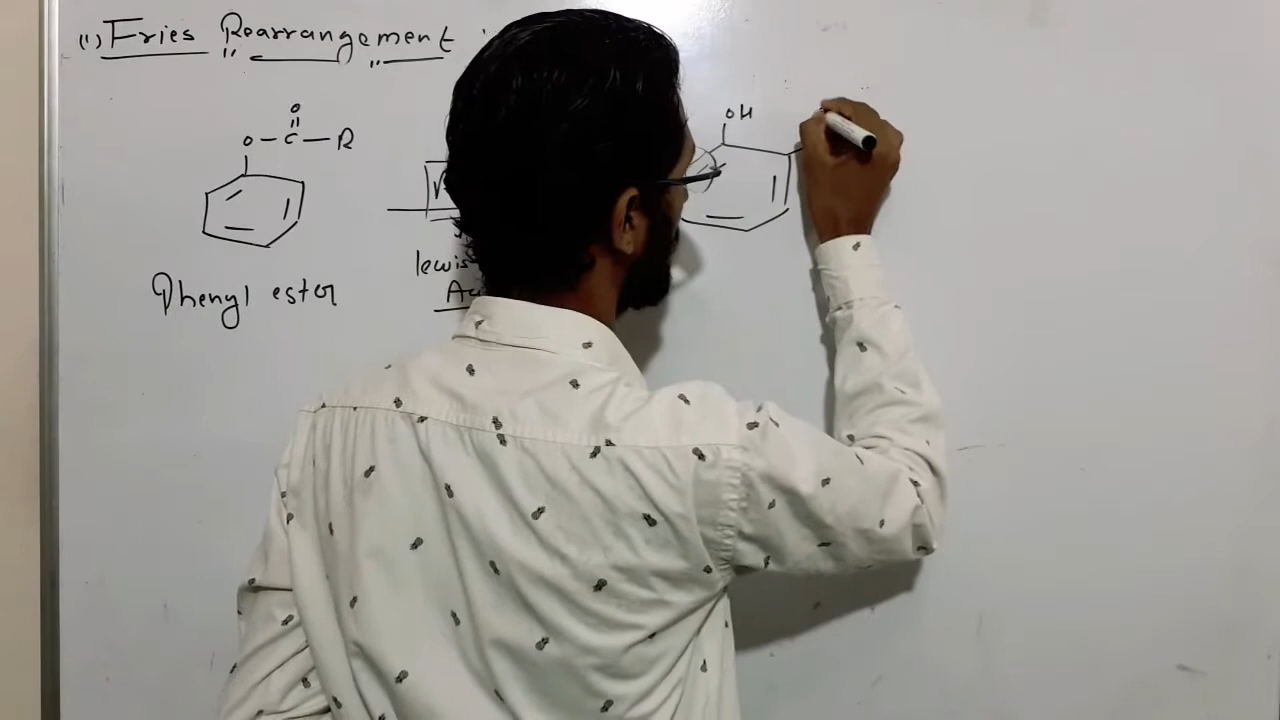 (1) Fries Rearrangement
O
O – C – R
OH
lewis
Phenyl ester